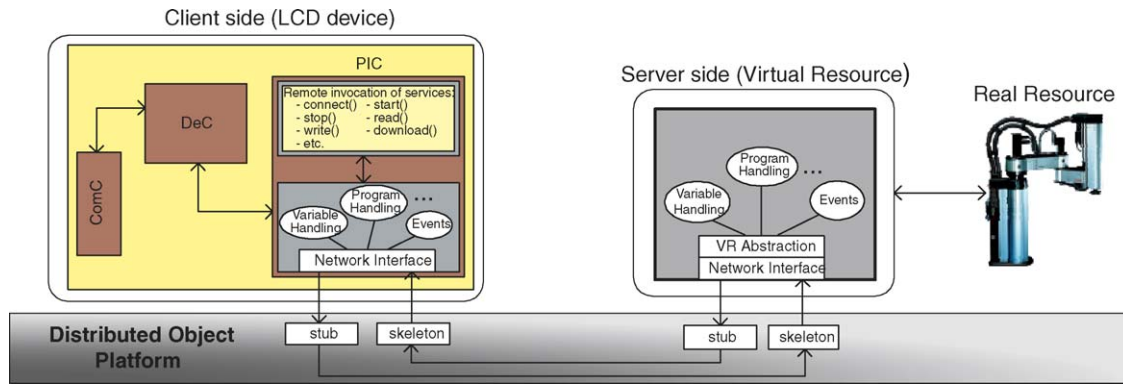 Client side (LCD device)
PIC
Remote invocation of services:
- connect() - start()
- stop() - read()
- write() - download()
- etc.
DeC
ComC
Program
Handling
...
Variable
Handling
Events
Network Interface
Server side (Virtual Resource)
Program
Handling
...
Variable
Handling
Events
VR Abstraction
Network Interface
Real Resource
Distributed Object
Platform
stub
skeleton
stub
skeleton